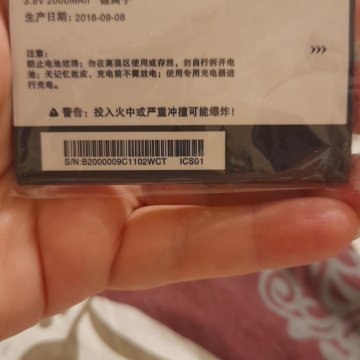 3.8V 2000mAh 锂离子
生产日期：2016-09-08
注意：
防止电池短路；勿在高温区使用或存放，勿自行拆开电
池；无记忆效应，充电前不需放电；使用专用充电器进
行充电。
>>>
⚠ 警告：投入火中或严重冲撞可能爆炸！
S/N:B2000009C1102WCT ICS01